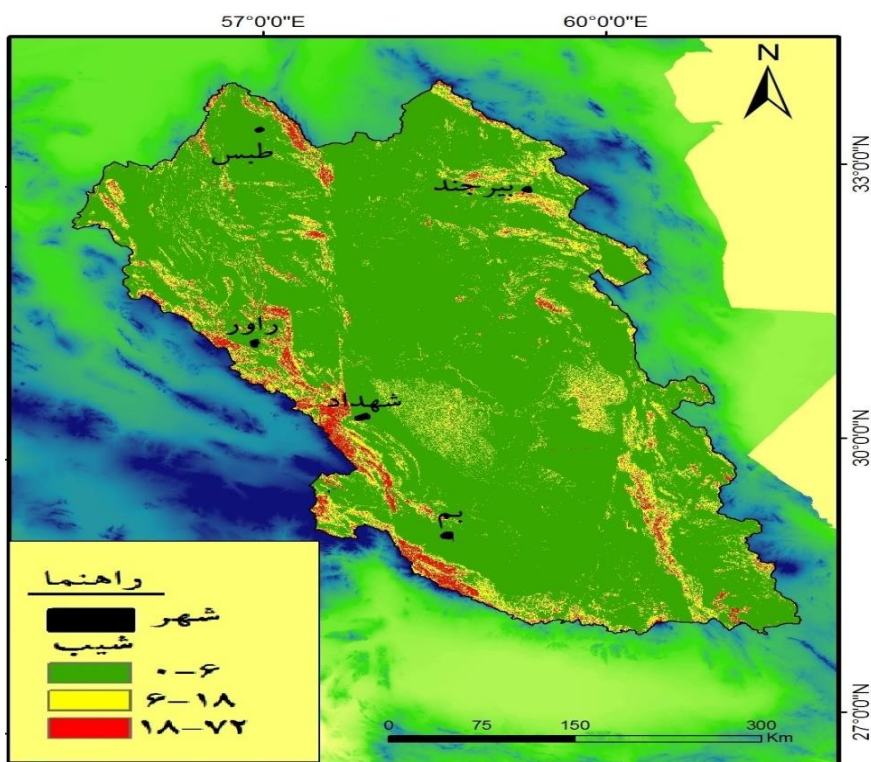 57°0'0"E
60°0'0"E
N
33°0'0"N
30°0'0"N
27°0'0"N
طبس
بیرجند
راور
شهداد
بم
راهنما
شهر
شیب
۰-۶
۶-۱۸
۱۸-۷۲
0 75 150 300
Km